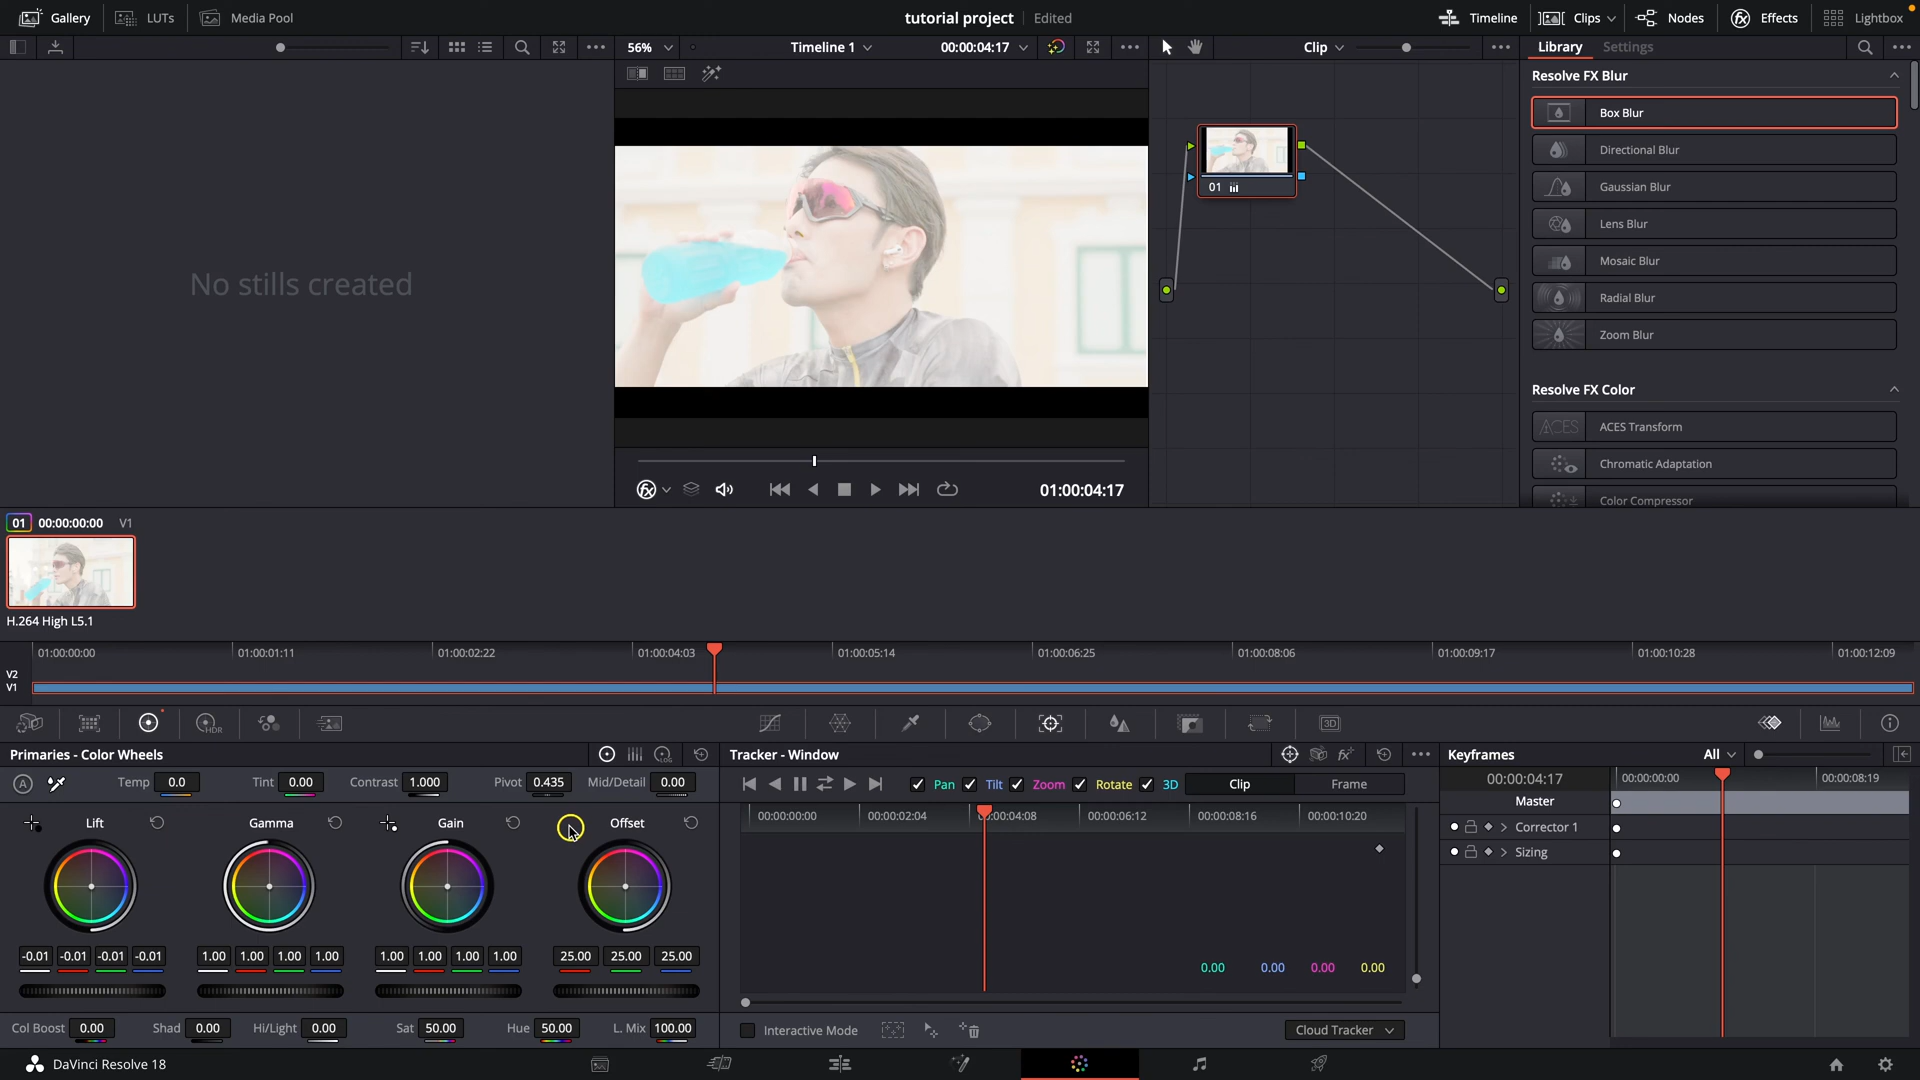 Gallery LUTs Media Pool tutorial project Edited Timeline Clips Nodes Effects Lightbox
56% Timeline 1 00:00:04:17 Clip Library Settings
Resolve FX Blur
Box Blur
Directional Blur
Gaussian Blur
Lens Blur
Mosaic Blur
Radial Blur
Zoom Blur
01
No stills created
Resolve FX Color
ACES ACES Transform
Chromatic Adaptation
Color Compressor
01:00:04:17
01 00:00:00:00 V1
H.264 High L5.1
01:00:00:00 01:00:01:11 01:00:02:22 01:00:04:03 01:00:05:14 01:00:06:25 01:00:08:06 01:00:09:17 01:00:10:28 01:00:12:09
V2
V1
HDR 3D
Primaries - Color Wheels LOG Tracker - Window Keyframes All
A Temp 0.0 Tint 0.00 Contrast 1.000 Pivot 0.435 Mid/Detail 0.00 Pan Tilt Zoom Rotate 3D Clip Frame 00:00:04:17 00:00:00:00 00:00:08:19
Lift Gamma Gain Offset 00:00:00:00 00:00:02:04 00:00:04:08 00:00:06:12 00:00:08:16 00:00:10:20
Master
Corrector 1
Sizing
-0.01 -0.01 -0.01 -0.01 1.00 1.00 1.00 1.00 1.00 1.00 1.00 1.00 25.00 25.00 25.00
0.00 0.00 0.00 0.00
Col Boost 0.00 Shad 0.00 Hi/Light 0.00 Sat 50.00 Hue 50.00 L. Mix 100.00 Interactive Mode Cloud Tracker
DaVinci Resolve 18